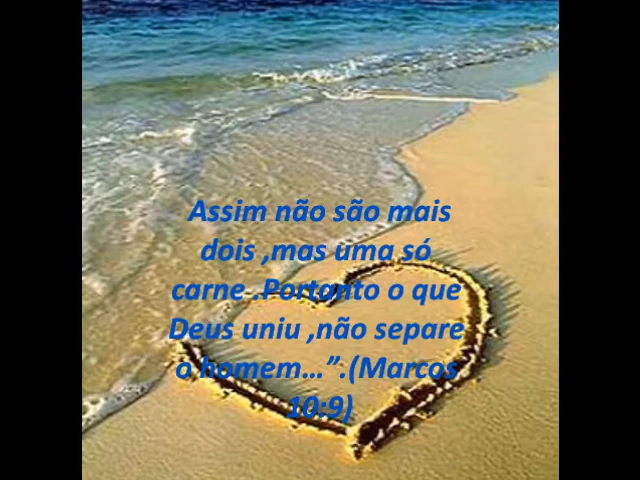 Assim não são mais
dois ,mas uma só
carne .Portanto o que
Deus uniu ,não separe
o homem...”.(Marcos
10:9)